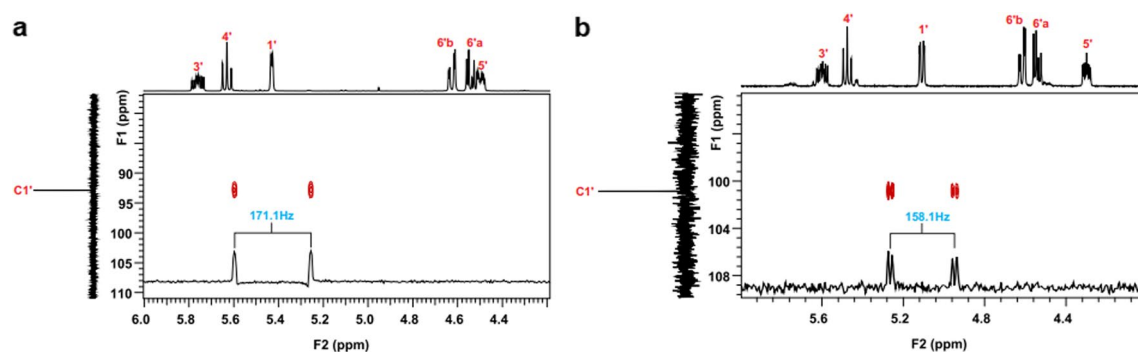 a
3'
4'
1'
6'b
6'a
5'
F1 (ppm)
90
95
100
105
110
C1'
171.1Hz
6.0
5.8
5.6
5.4
5.2
5.0
4.8
4.6
4.4
F2 (ppm)
b
3'
4'
1'
6'b
6'a
5'
F1 (ppm)
100
104
108
C1'
158.1Hz
5.6
5.2
4.8
4.4
F2 (ppm)